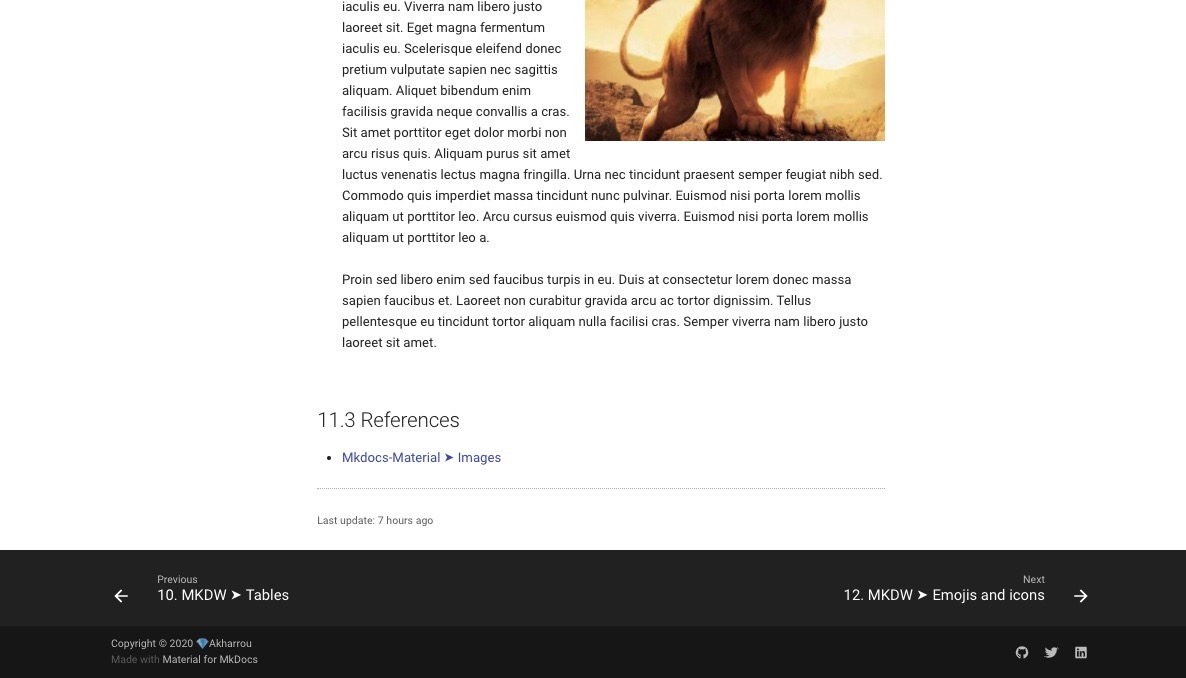 iaculis eu. Viverra nam libero justo
laoreet sit. Eget magna fermentum
iaculis eu. Scelerisque eleifend donec
pretium vulputate sapien nec sagittis
aliquam. Aliquet bibendum enim
facilisis gravida neque convallis a cras.
Sit amet porttitor eget dolor morbi non
arcu risus quis. Aliquam purus sit amet
luctus venenatis lectus magna fringilla. Urna nec tincidunt praesent semper feugiat nibh sed.
Commodo quis imperdiet massa tincidunt nunc pulvinar. Euismod nisi porta lorem mollis
aliquam ut porttitor leo. Arcu cursus euismod quis viverra. Euismod nisi porta lorem mollis
aliquam ut porttitor leo a.
Proin sed libero enim sed faucibus turpis in eu. Duis at consectetur lorem donec massa
sapien faucibus et. Laoreet non curabitur gravida arcu ac tortor dignissim. Tellus
pellentesque eu tincidunt tortor aliquam nulla facilisi cras. Semper viverra nam libero justo
laoreet sit amet.
11.3 References
• Mkdocs-Material ➤ Images
Last update: 7 hours ago
Previous
10. MKDW ➤ Tables
Next
12. MKDW ➤ Emojis and icons
Copyright © 2020 💎Akharrou
Made with Material for MkDocs